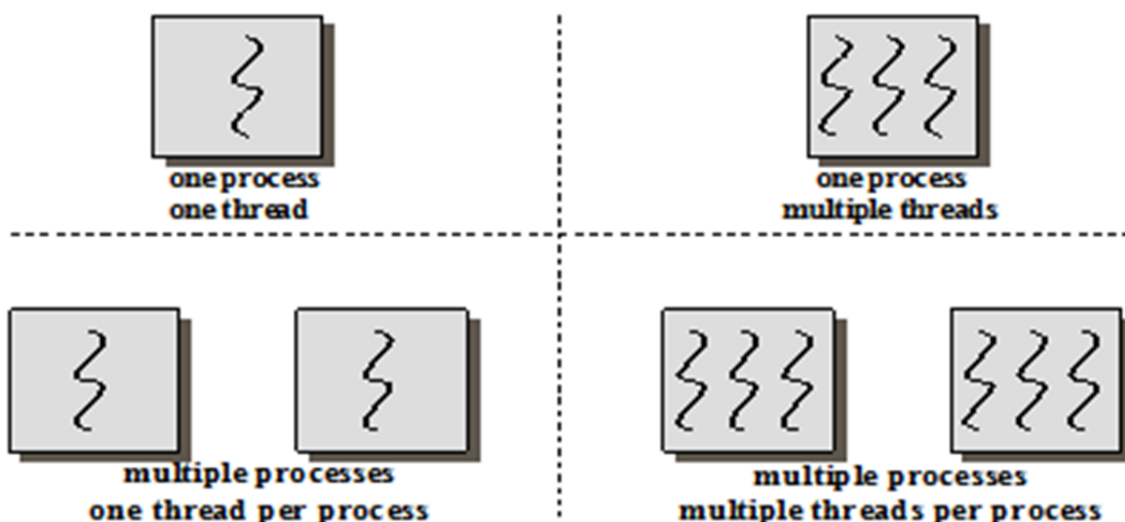 one process
one thread
one process
multiple threads
multiple processes
one thread per process
multiple processes
multiple threads per process